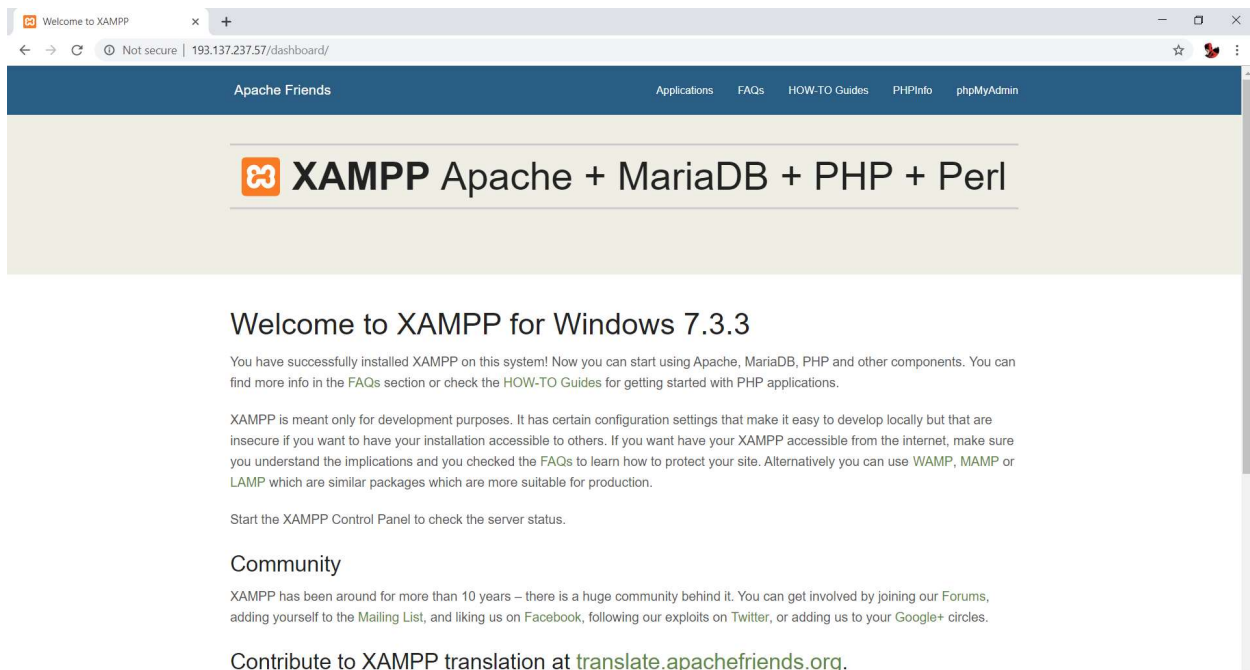 Welcome to XAMPP
Not secure | 193.137.237.57/dashboard/
Apache Friends
Applications
FAQs
HOW-TO Guides
PHPInfo
phpMyAdmin
XAMPP Apache + MariaDB + PHP + Perl
Welcome to XAMPP for Windows 7.3.3
You have successfully installed XAMPP on this system! Now you can start using Apache, MariaDB, PHP and other components. You can
find more info in the FAQs section or check the HOW-TO Guides for getting started with PHP applications.
XAMPP is meant only for development purposes. It has certain configuration settings that make it easy to develop locally but that are
insecure if you want to have your installation accessible to others. If you want have your XAMPP accessible from the internet, make sure
you understand the implications and you checked the FAQs to learn how to protect your site. Alternatively you can use WAMP, MAMP or
LAMP which are similar packages which are more suitable for production.
Start the XAMPP Control Panel to check the server status.
Community
XAMPP has been around for more than 10 years – there is a huge community behind it. You can get involved by joining our Forums,
adding yourself to the Mailing List, and liking us on Facebook, following our exploits on Twitter, or adding us to your Google+ circles.
Contribute to XAMPP translation at translate.apachefriends.org.